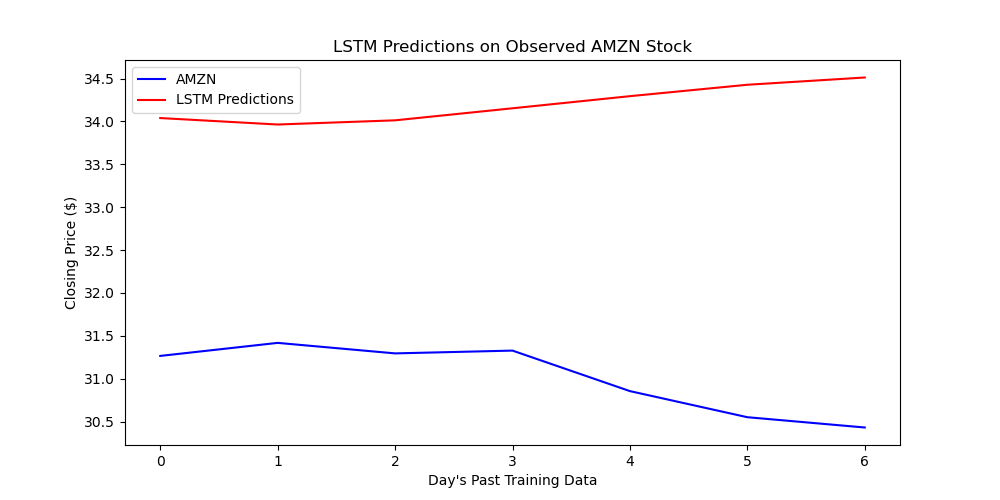 LSTM Predictions on Observed AMZN Stock
AMZN
LSTM Predictions
34.5
34.0
33.5
33.0
32.5
32.0
31.5
31.0
30.5
Closing Price ($)
0 1 2 3 4 5 6
Day's Past Training Data